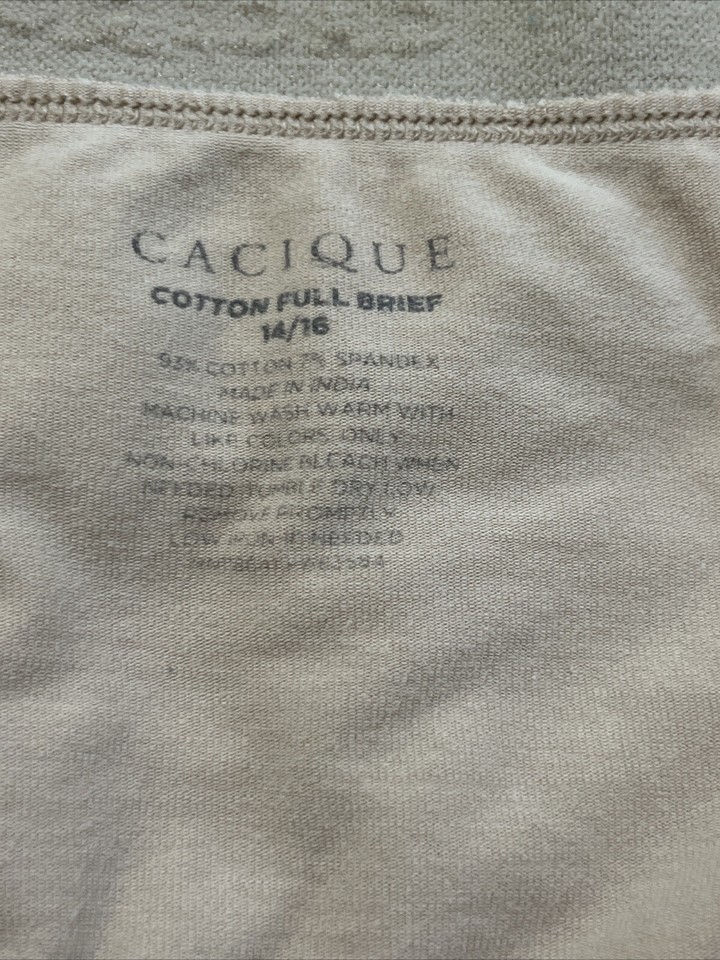 CACIQUE
COTTON FULL BRIEF
14/16
93% COTTON 7% SPANDEX
MADE IN INDIA
MACHINE WASH WARM WITH
LIKE COLORS. ONLY
NON-CHLORINE BLEACH WHEN
NEEDED. TUMBLE DRY LOW.
REMOVE PROMPTLY.
LOW IRON IF NEEDED